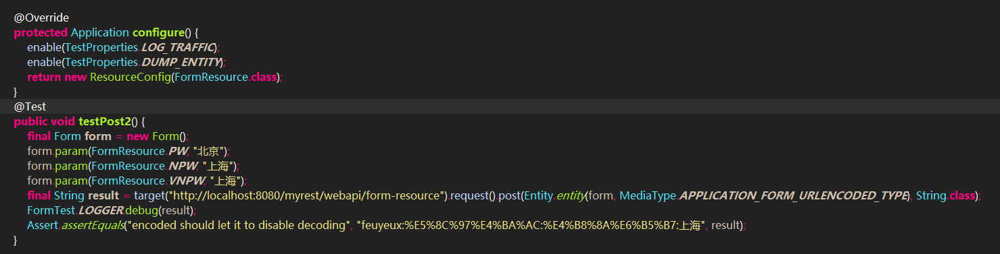 @Override
protected Application configure() {
enable(TestProperties.LOG_TRAFFIC);
enable(TestProperties.DUMP_ENTITY);
return new ResourceConfig(FormResource.class);
}
@Test
public void testPost2() {
final Form form = new Form();
form.param(FormResource.PW, "北京");
form.param(FormResource.NPW, "上海");
form.param(FormResource.VNPW, "上海");
final String result = target("http://localhost:8080/myrest/webapi/form-resource").request().post(Entity.entity(form, MediaType.APPLICATION_FORM_URLENCODED_TYPE), String.class);
FormTest.LOGGER.debug(result);
Assert.assertEquals("encoded should let it to disable decoding", "feuyeux:%E5%8C%97%E4%BA%AC:%E4%B8%8A%E6%B5%B7:上海", result);
}